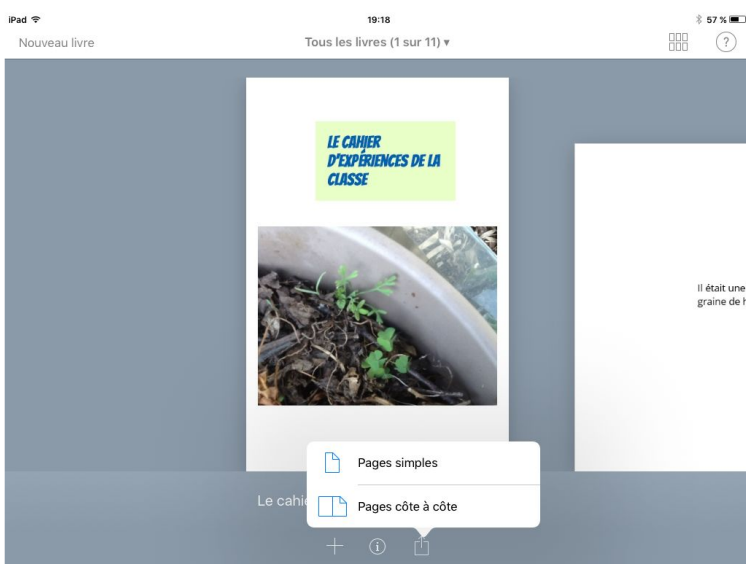 iPad 19:18 57 %
Nouveau livre Tous les livres (1 sur 11) ▾ ?
LE CAHIER
D'EXPÉRIENCES DE LA
CLASSE
Il était une
graine de
Pages simples
Le
Pages côte à côte